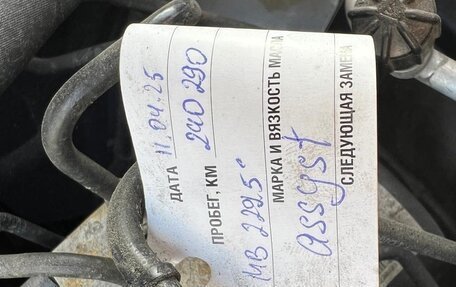 ДАТА 11.04.25
ПРОБЕГ, КМ 240 290
МАРКА И ВЯЗКОСТЬ МАСЛА
MB 229.5
СЛЕДУЮЩАЯ ЗАМЕНА
assyst